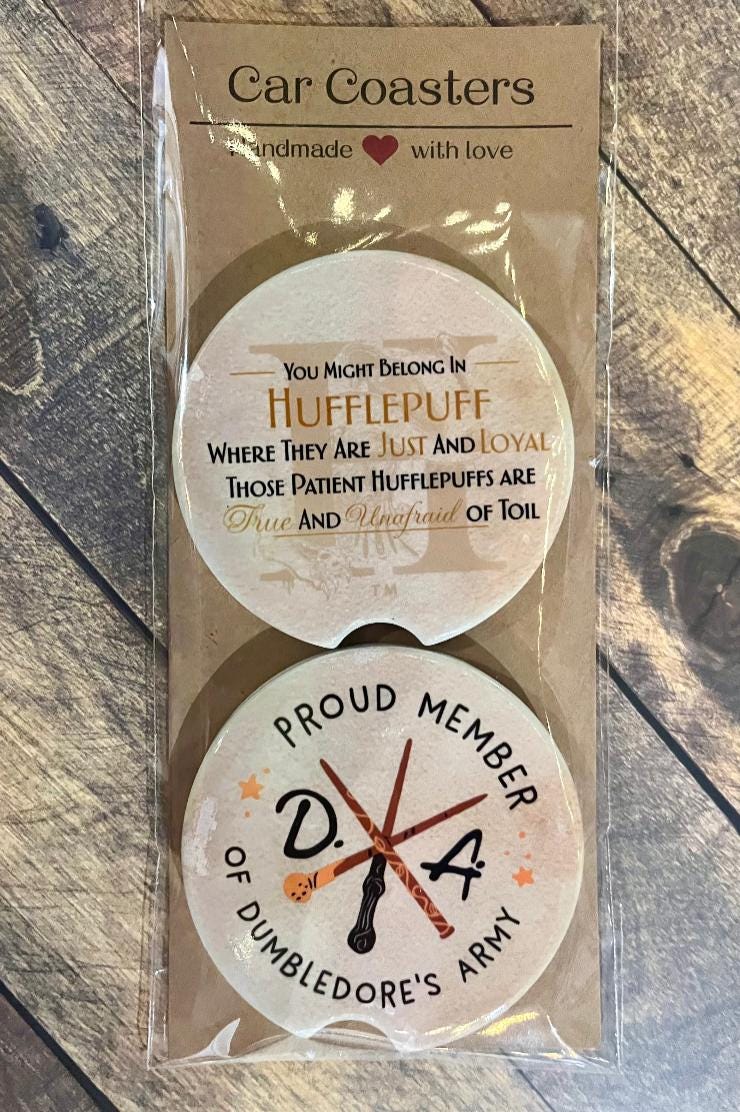 Car Coasters
Handmade ❤ with love
You Might Belong In
Hufflepuff
Where They Are Just And Loyal
Those Patient Hufflepuffs are
True And Unafraid of Toil
H
TM
PROUD MEMBER
D. A.
OF DUMBLEDORE'S ARMY